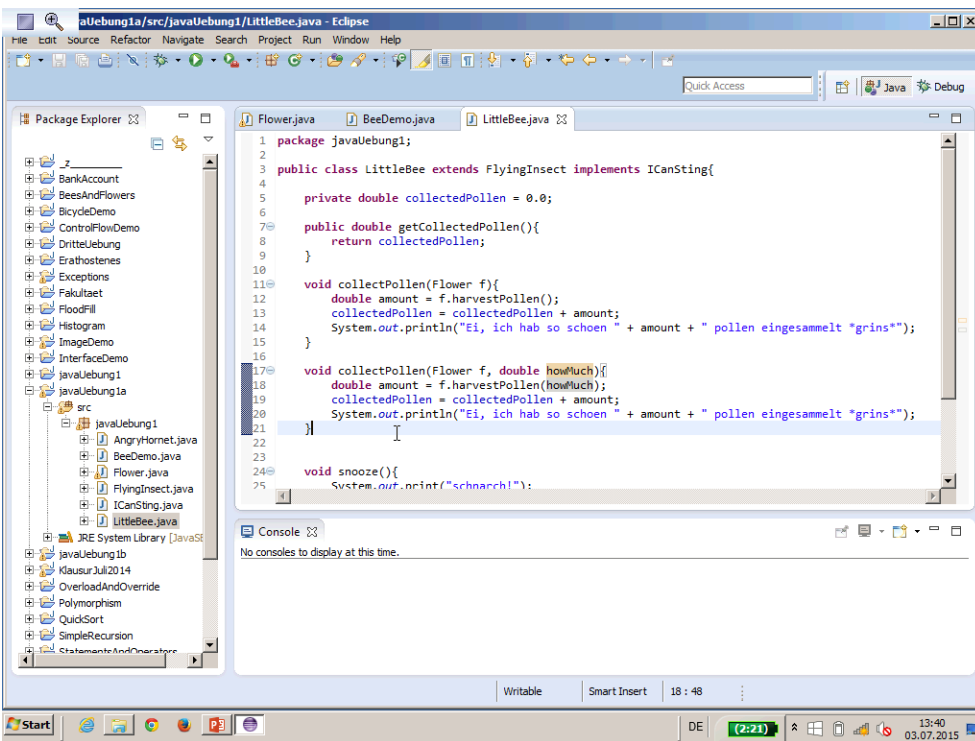 avaUebung1a/src/javaUebung1/LittleBee.java - Eclipse
File Edit Source Refactor Navigate Search Project Run Window Help
Quick Access
Java
Debug
Package Explorer
_z_________
BankAccount
BeesAndFlowers
BicycleDemo
ControlFlowDemo
DritteUebung
Erathostenes
Exceptions
Fakultaet
FloodFill
Histogram
ImageDemo
InterfaceDemo
javaUebung1
javaUebung1a
src
javaUebung1
AngryHornet.java
BeeDemo.java
Flower.java
FlyingInsect.java
ICanSting.java
LittleBee.java
JRE System Library [JavaSE
javaUebung1b
KlausurJuli2014
OverloadAndOverride
Polymorphism
QuickSort
SimpleRecursion
StatementsAndOperators
Flower.java BeeDemo.java LittleBee.java
1 package javaUebung1;
2
3 public class LittleBee extends FlyingInsect implements ICanSting{
4
5 private double collectedPollen = 0.0;
6
7 public double getCollectedPollen(){
8 return collectedPollen;
9 }
10
11 void collectPollen(Flower f){
12 double amount = f.harvestPollen();
13 collectedPollen = collectedPollen + amount;
14 System.out.println("Ei, ich hab so schoen " + amount + " pollen eingesammelt *grins*");
15 }
16
17 void collectPollen(Flower f, double howMuch){
18 double amount = f.harvestPollen(howMuch);
19 collectedPollen = collectedPollen + amount;
20 System.out.println("Ei, ich hab so schoen " + amount + " pollen eingesammelt *grins*");
21 }
22
23
24 void snooze(){
25 System.out.print("schnarch!");
Console
No consoles to display at this time.
Writable Smart Insert 18 : 48
Start
DE (2:21) 13:40
03.07.2015